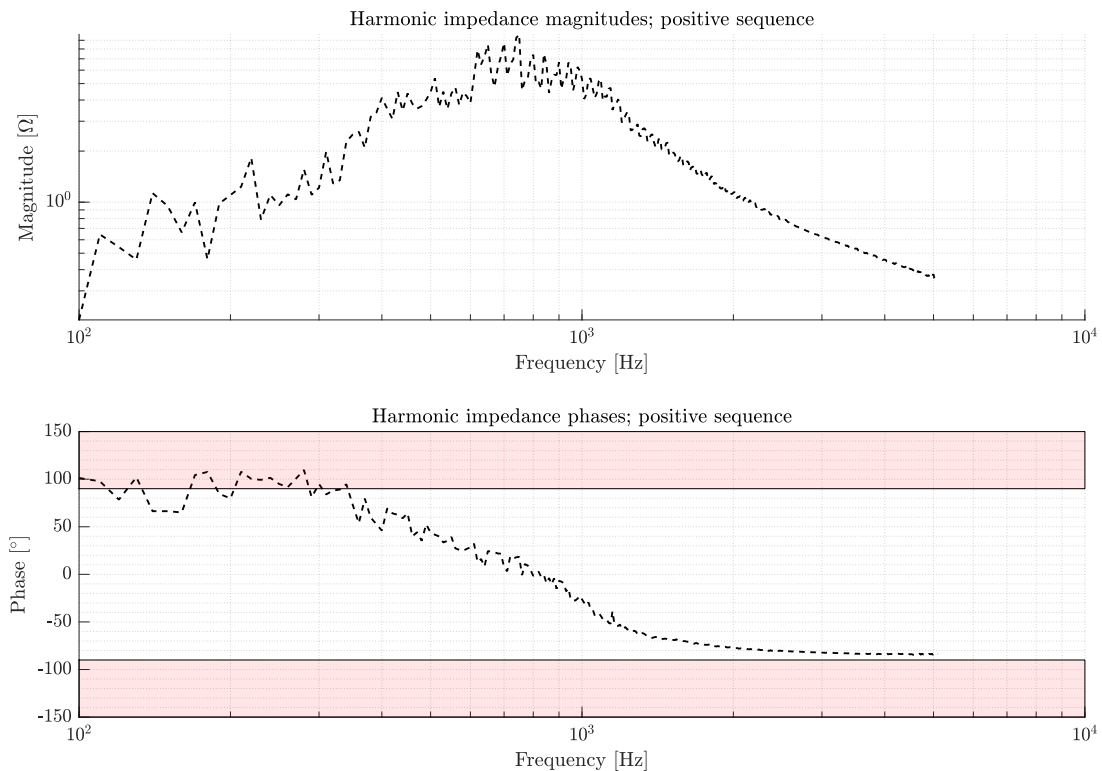 Harmonic impedance magnitudes; positive sequence
Magnitude [Ω]
10⁰
10² 10³ 10⁴
Frequency [Hz]
Harmonic impedance phases; positive sequence
Phase [°]
150
100
50
0
-50
-100
-150
10² 10³ 10⁴
Frequency [Hz]